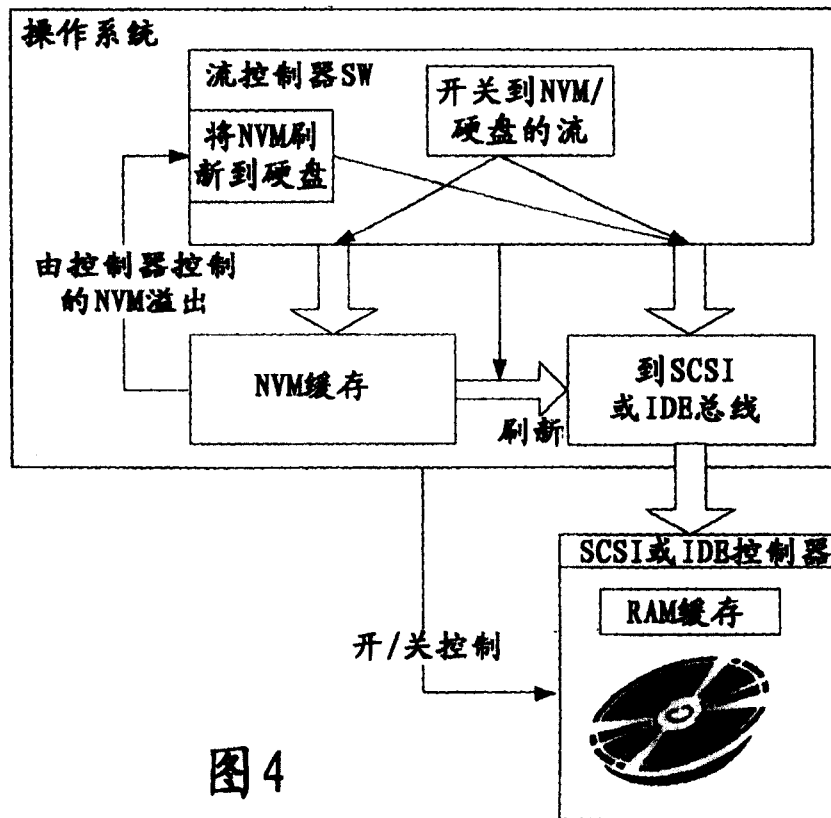 操作系统
流控制器SW
开关到NVM/
硬盘的流
将NVM刷
新到硬盘
由控制器控制
的NVM溢出
NVM缓存
刷新
到SCSI
或IDE总线
SCSI或IDE控制器
RAM缓存
开/关控制
图4